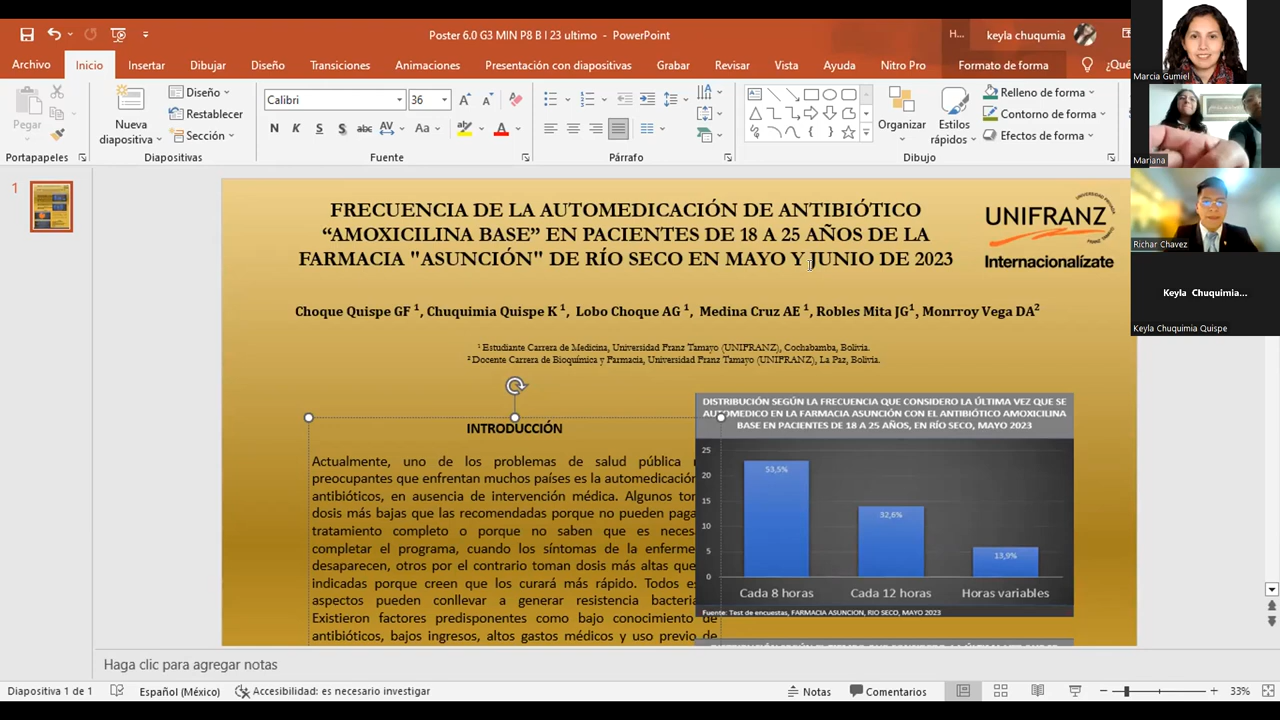 Poster 6.0 G3 MIN P8 B I 23 ultimo - PowerPoint
H...
keyla chuqumia
Archivo Inicio Insertar Dibujar Diseño Transiciones Animaciones Presentación con diapositivas Grabar Revisar Vista Ayuda Nitro Pro Formato de forma ¿Qué
Pegar
Nueva
diapositiva
Diseño
Restablecer
Sección
Calibri 36
N K S S abc AV Aa
Organizar
Estilos
rápidos
Relleno de forma
Contorno de forma
Efectos de forma
Portapapeles Diapositivas Fuente Párrafo Dibujo
Marcia Gumiel
Mariana
Richar Chavez
Keyla Chuquimia...
Keyla Chuquimia Quispe
1
FRECUENCIA DE LA AUTOMEDICACIÓN DE ANTIBIÓTICO
“AMOXICILINA BASE” EN PACIENTES DE 18 A 25 AÑOS DE LA
FARMACIA "ASUNCIÓN" DE RÍO SECO EN MAYO Y JUNIO DE 2023
UNIVERSIDAD PRIVADA FRANZ TAMAYO
UNIFRANZ
Internacionalízate
Choque Quispe GF 1, Chuquimia Quispe K 1, Lobo Choque AG 1, Medina Cruz AE 1, Robles Mita JG1, Monrroy Vega DA2
1 Estudiante Carrera de Medicina, Universidad Franz Tamayo (UNIFRANZ), Cochabamba, Bolivia.
2 Docente Carrera de Bioquímica y Farmacia, Universidad Franz Tamayo (UNIFRANZ), La Paz, Bolivia.
INTRODUCCIÓN
Actualmente, uno de los problemas de salud pública
preocupantes que enfrentan muchos países es la automedicación
antibióticos, en ausencia de intervención médica. Algunos tor
dosis más bajas que las recomendadas porque no pueden paga
tratamiento completo o porque no saben que es neces
completar el programa, cuando los síntomas de la enferme
desaparecen, otros por el contrario toman dosis más altas que
indicadas porque creen que los curará más rápido. Todos es
aspectos pueden conllevar a generar resistencia bacteria
Existieron factores predisponentes como bajo conocimiento de
antibióticos, bajos ingresos, altos gastos médicos y uso previo de
DISTRIBUCIÓN SEGÚN LA FRECUENCIA QUE CONSIDERO LA ÚLTIMA VEZ QUE SE
AUTOMEDICO EN LA FARMACIA ASUNCIÓN CON EL ANTIBIÓTICO AMOXICILINA
BASE EN PACIENTES DE 18 A 25 AÑOS, EN RÍO SECO, MAYO 2023
25
20
15
10
5
0
53,5%
32,6%
13,9%
Cada 8 horas Cada 12 horas Horas variables
Fuente: Test de encuestas, FARMACIA ASUNCION, RIO SECO, MAYO 2023
Haga clic para agregar notas
Diapositiva 1 de 1 Español (México) Accesibilidad: es necesario investigar Notas Comentarios 33%